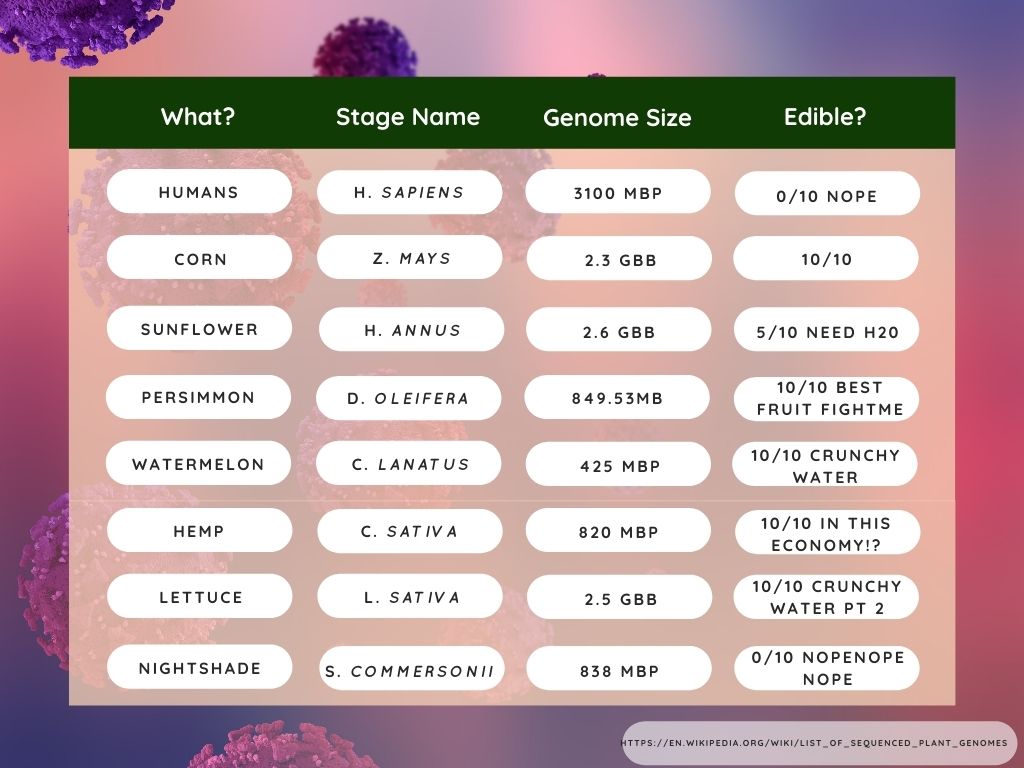 What? Stage Name Genome Size Edible?
HUMANS H. SAPIENS 3100 MBP 0/10 NOPE
CORN Z. MAYS 2.3 GBB 10/10
SUNFLOWER H. ANNUS 2.6 GBB 5/10 NEED H20
PERSIMMON D. OLEIFERA 849.53MB 10/10 BEST
FRUIT FIGHTME
WATERMELON C. LANATUS 425 MBP 10/10 CRUNCHY
WATER
HEMP C. SATIVA 820 MBP 10/10 IN THIS
ECONOMY!?
LETTUCE L. SATIVA 2.5 GBB 10/10 CRUNCHY
WATER PT 2
NIGHTSHADE S. COMMERSONII 838 MBP 0/10 NOPENOPE
NOPE
HTTPS://EN.WIKIPEDIA.ORG/WIKI/LIST_OF_SEQUENCED_PLANT_GENOMES